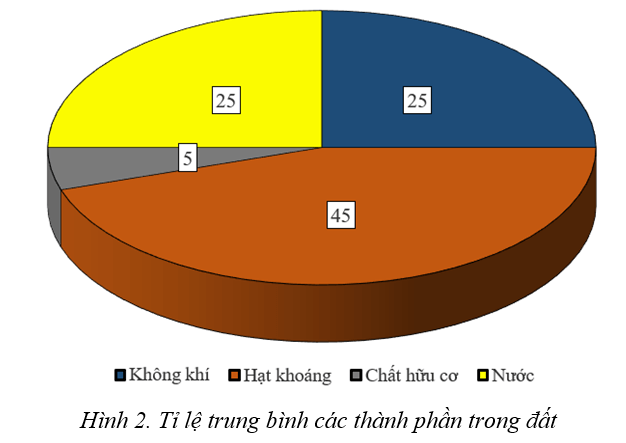 25
25
5
45
Không khí Hạt khoáng Chất hữu cơ Nước
Hình 2. Tỉ lệ trung bình các thành phần trong đất